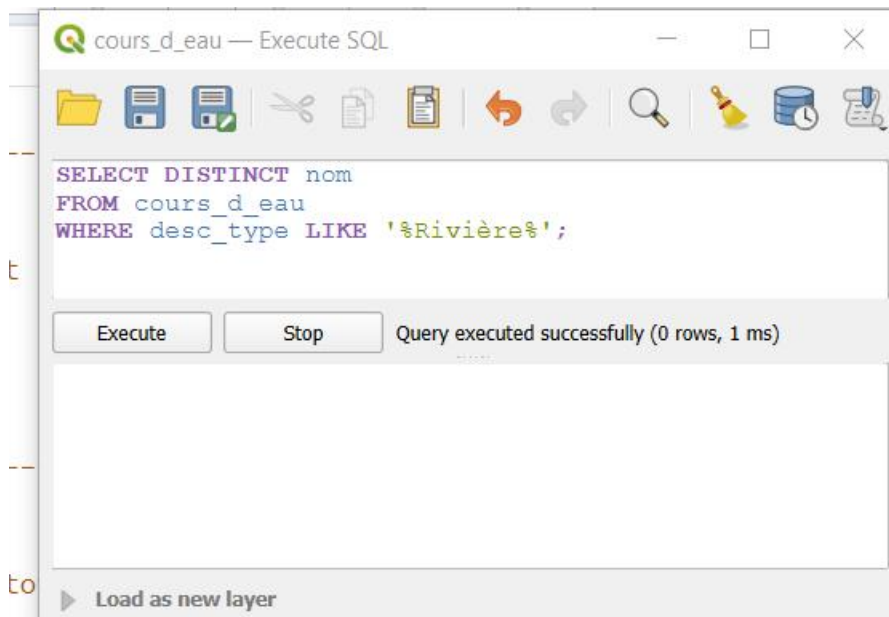 cours_d_eau — Execute SQL
--
SELECT DISTINCT nom
FROM cours_d_eau
WHERE desc_type LIKE '%Rivière%';
t
Execute Stop Query executed successfully (0 rows, 1 ms)
--
to
Load as new layer